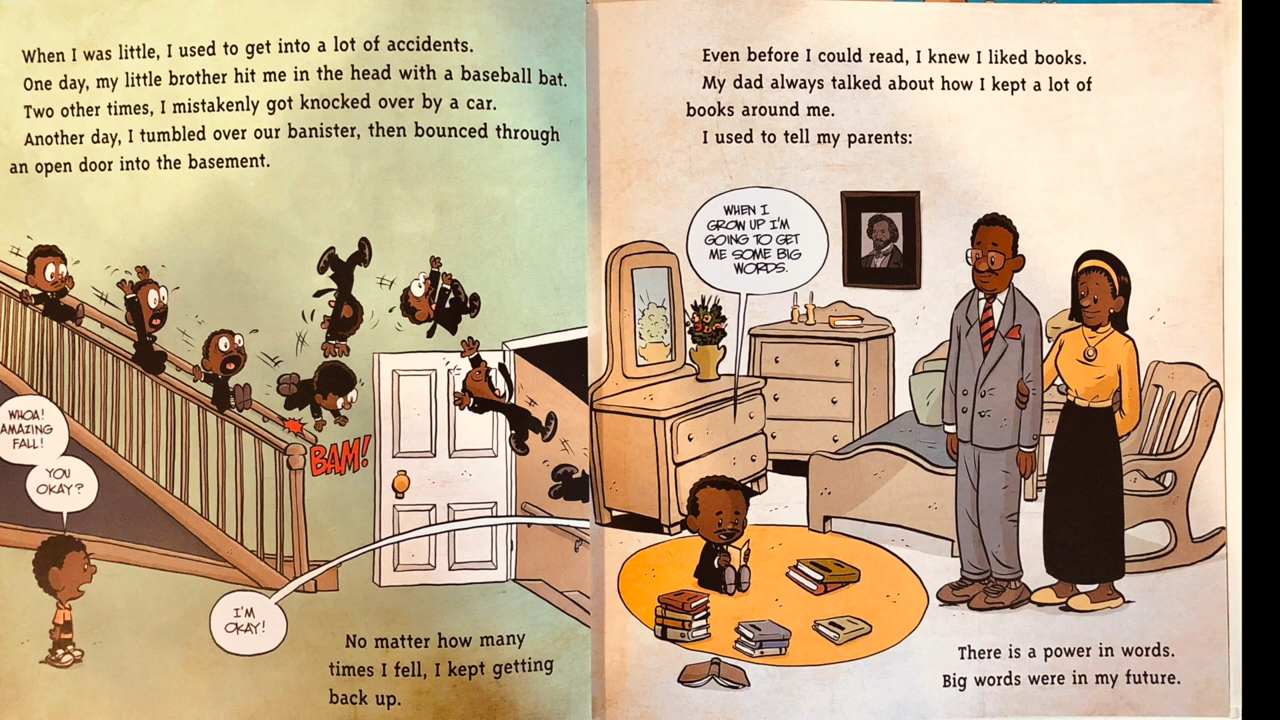 When I was little, I used to get into a lot of accidents.
One day, my little brother hit me in the head with a baseball bat.
Two other times, I mistakenly got knocked over by a car.
Another day, I tumbled over our banister, then bounced through
an open door into the basement.
WHOA!
AMAZING
FALL!
YOU
OKAY?
BAM!
I'M
OKAY!
No matter how many
times I fell, I kept getting
back up.
Even before I could read, I knew I liked books.
My dad always talked about how I kept a lot of
books around me.
I used to tell my parents:
WHEN I
GROW UP I'M
GOING TO GET
ME SOME BIG
WORDS.
There is a power in words.
Big words were in my future.